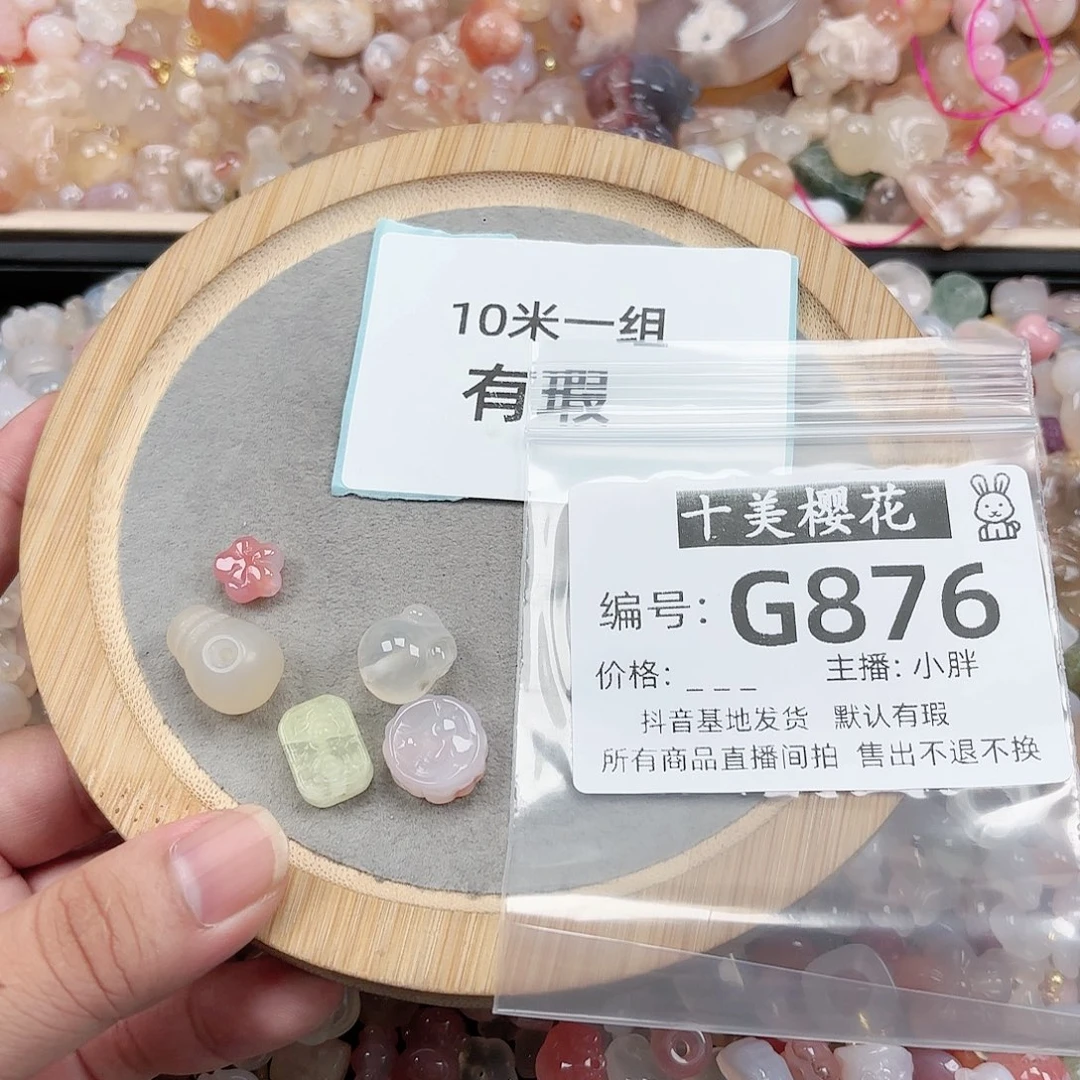 10米一组
有瑕
十美樱花
编号：G876
价格：_ _ _ 主播：小胖
抖音基地发货 默认有瑕
所有商品直播间拍 售出不退不换